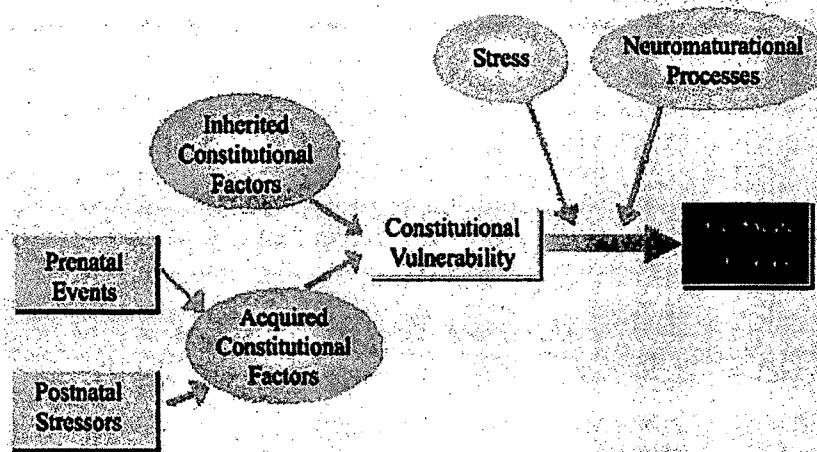 Stress
Neuromaturational
Processes
Inherited
Constitutional
Factors
Constitutional
Vulnerability
Prenatal
Events
Acquired
Constitutional
Factors
Postnatal
Stressors